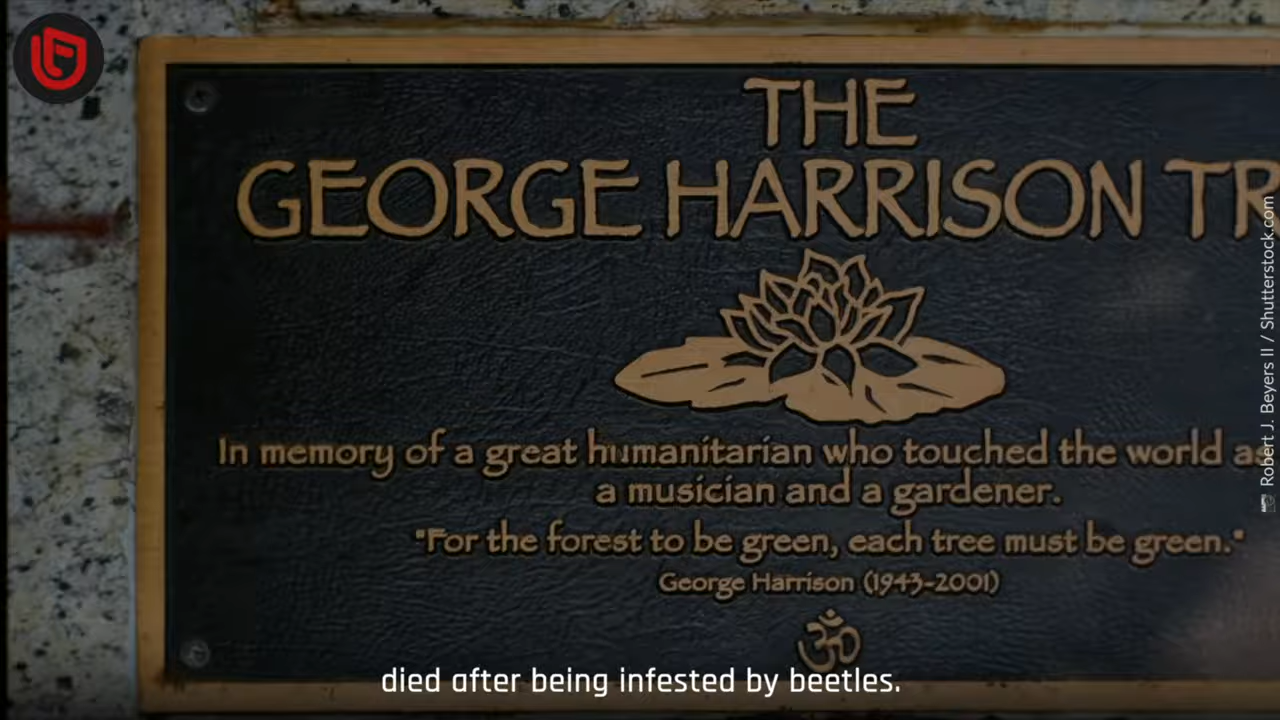 THE
GEORGE HARRISON TR
In memory of a great humanitarian who touched the world as
a musician and a gardener.
"For the forest to be green, each tree must be green."
George Harrison (1943-2001)
ॐ
died after being infested by beetles.
Robert J. Beyers II / Shutterstock.com